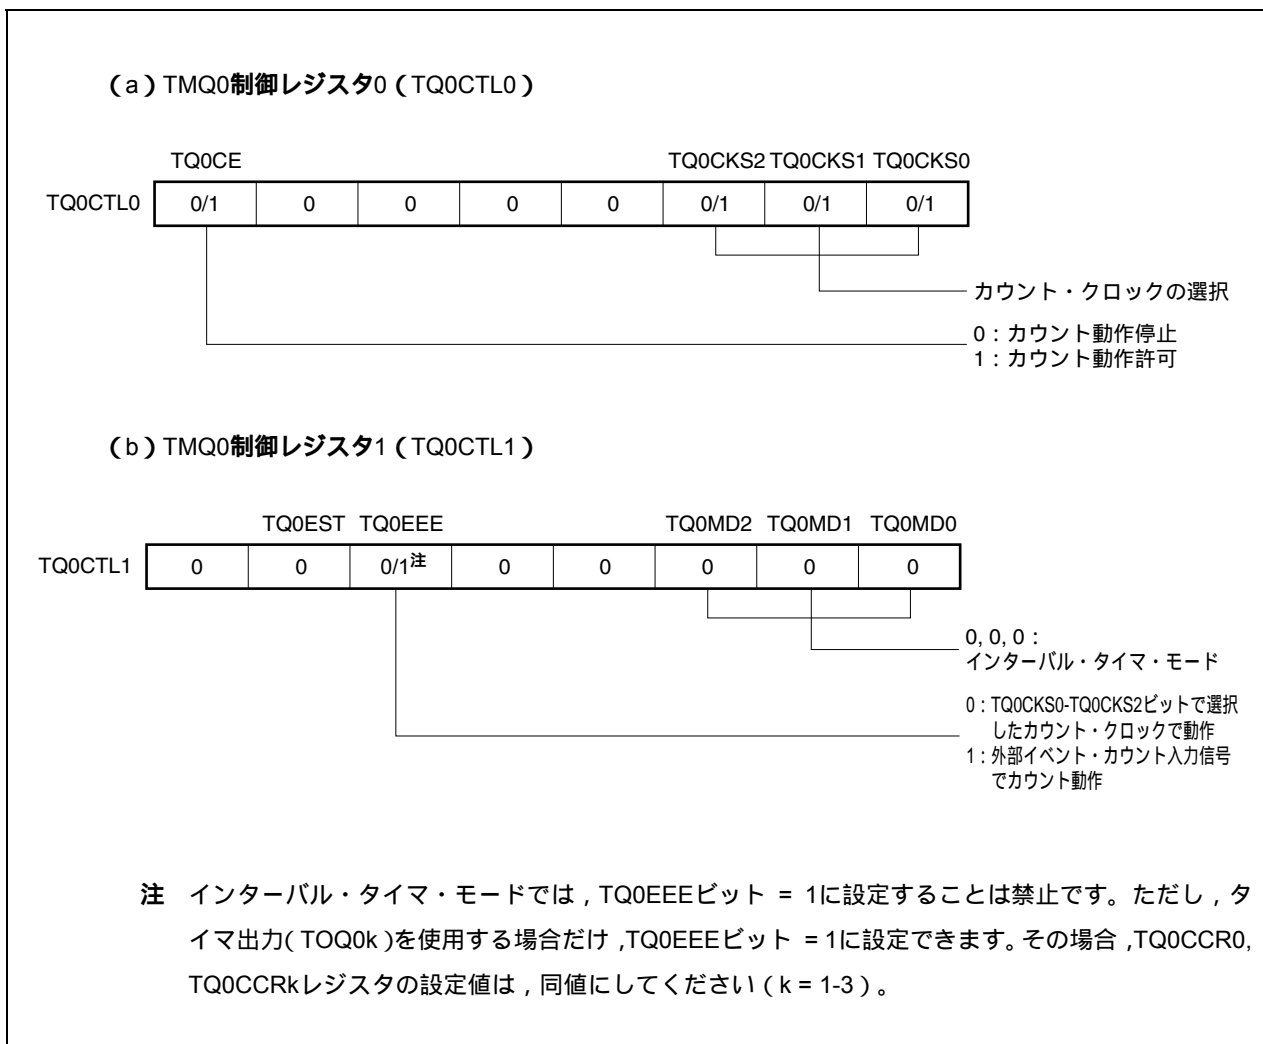 （a）TMQ0制御レジスタ0（TQ0CTL0）
TQ0CE TQ0CKS2 TQ0CKS1 TQ0CKS0
TQ0CTL0 0/1 0 0 0 0 0/1 0/1 0/1
カウント・クロックの選択
0：カウント動作停止
1：カウント動作許可
（b）TMQ0制御レジスタ1（TQ0CTL1）
TQ0EST TQ0EEE TQ0MD2 TQ0MD1 TQ0MD0
TQ0CTL1 0 0 0/1注 0 0 0 0 0
0, 0, 0：
インターバル・タイマ・モード
0：TQ0CKS0-TQ0CKS2ビットで選択
したカウント・クロックで動作
1：外部イベント・カウント入力信号
でカウント動作
注 インターバル・タイマ・モードでは，TQ0EEEビット = 1に設定することは禁止です。ただし，タ
イマ出力（TOQ0k）を使用する場合だけ，TQ0EEEビット = 1に設定できます。その場合，TQ0CCR0,
TQ0CCRkレジスタの設定値は，同値にしてください（k = 1-3）。